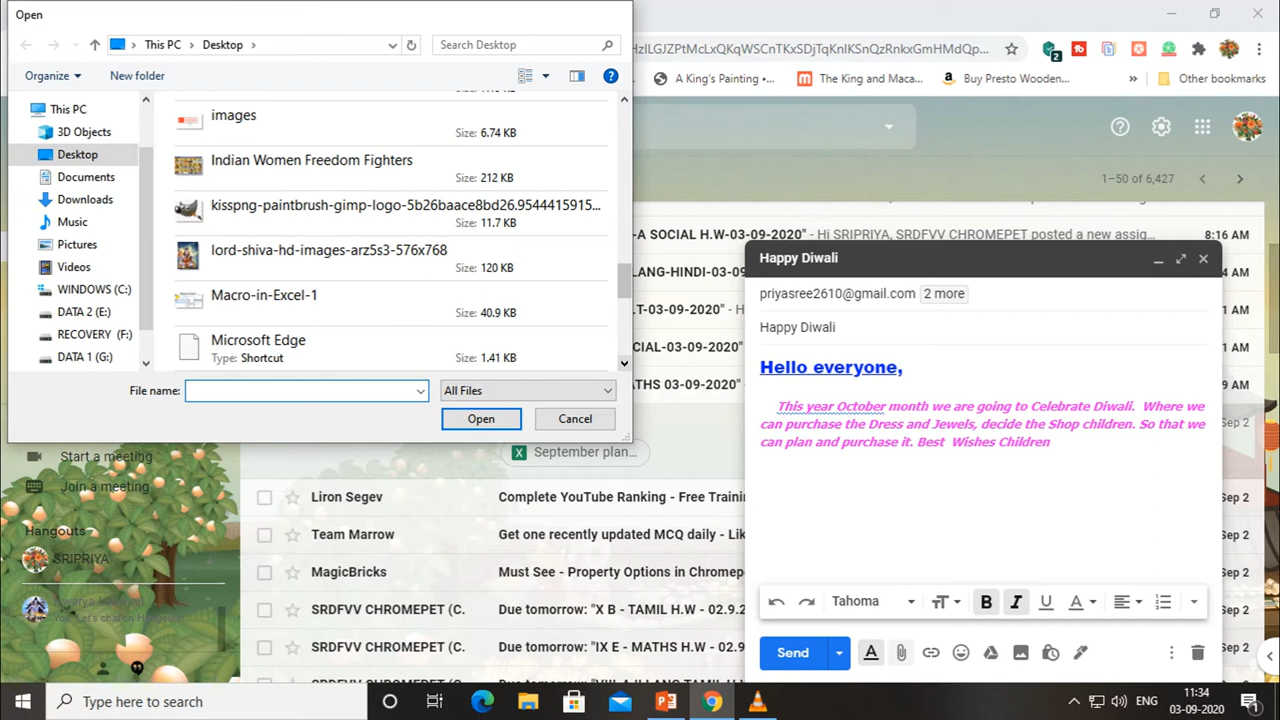 Open
This PC > Desktop >
Search Desktop
Organize
New folder
This PC
3D Objects
Desktop
Documents
Downloads
Music
Pictures
Videos
WINDOWS (C:)
DATA 2 (E:)
RECOVERY (F:)
DATA 1 (G:)
images
Size: 6.74 KB
Indian Women Freedom Fighters
Size: 212 KB
kisspng-paintbrush-gimp-logo-5b26baace8bd26.9544415915...
Size: 11.7 KB
lord-shiva-hd-images-arz5s3-576x768
Size: 120 KB
Macro-in-Excel-1
Size: 40.9 KB
Microsoft Edge
Type: Shortcut
Size: 1.41 KB
File name:
All Files
Open
Cancel
2
A King's Painting •...
The King and Maca...
Buy Presto Wooden...
» Other bookmarks
1–50 of 6,427
-A SOCIAL H.W-03-09-2020" - Hi SRIPRIYA, SRDFVV CHROMEPET posted a new assig...
8:16 AM
LANG-HINDI-03-
.T-03-09-2020" - H
CIAL-03-09-2020"
ATHS 03-09-2020"
Happy Diwali
priyasree2610@gmail.com 2 more
Happy Diwali
Hello everyone,
This year October month we are going to Celebrate Diwali. Where we
can purchase the Dress and Jewels, decide the Shop children. So that we
can plan and purchase it. Best Wishes Children
Tahoma
B I U A
Send
September plan...
Sep 2
Start a meeting
Join a meeting
Hangouts
SRIPRIYA
Liron Segev
Complete YouTube Ranking - Free Traini
Sep 2
Team Marrow
Get one recently updated MCQ daily - Lik
Sep 2
MagicBricks
Must See - Property Options in Chromep
Sep 2
SRDFVV CHROMEPET (C.
Due tomorrow: "X B - TAMIL H.W - 02.9.2
Sep 2
SRDFVV CHROMEPET (C.
Due tomorrow: "IX E - MATHS H.W - 02.9
Sep 2
Type here to search
ENG
11:34
03-09-2020
1